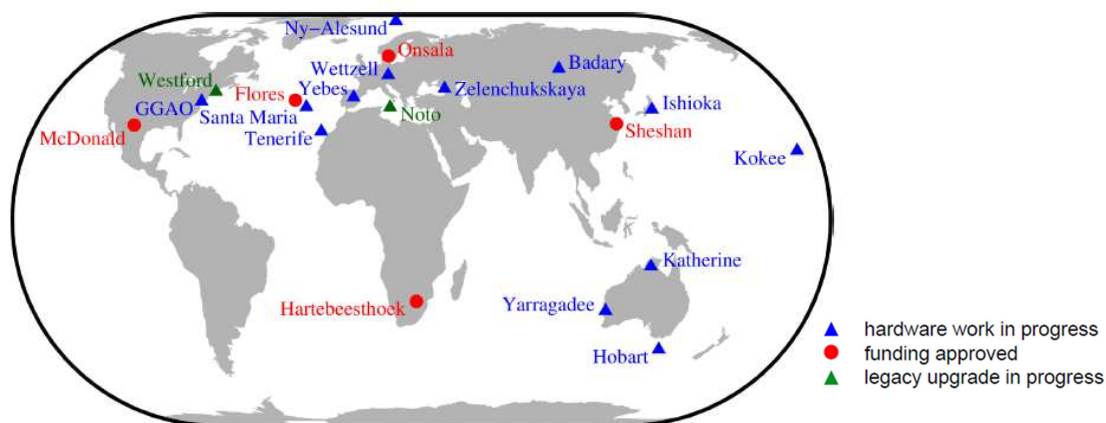 Ny-Alesund
Onsala
Wettzell
Badary
Westford
Flores
Yebes
Zelenchukskaya
GGAO
Santa Maria
Noto
Ishioka
McDonald
Tenerife
Sheshan
Kokee
Katherine
Hartebeesthoek
Yarragadee
Hobart
hardware work in progress
funding approved
legacy upgrade in progress